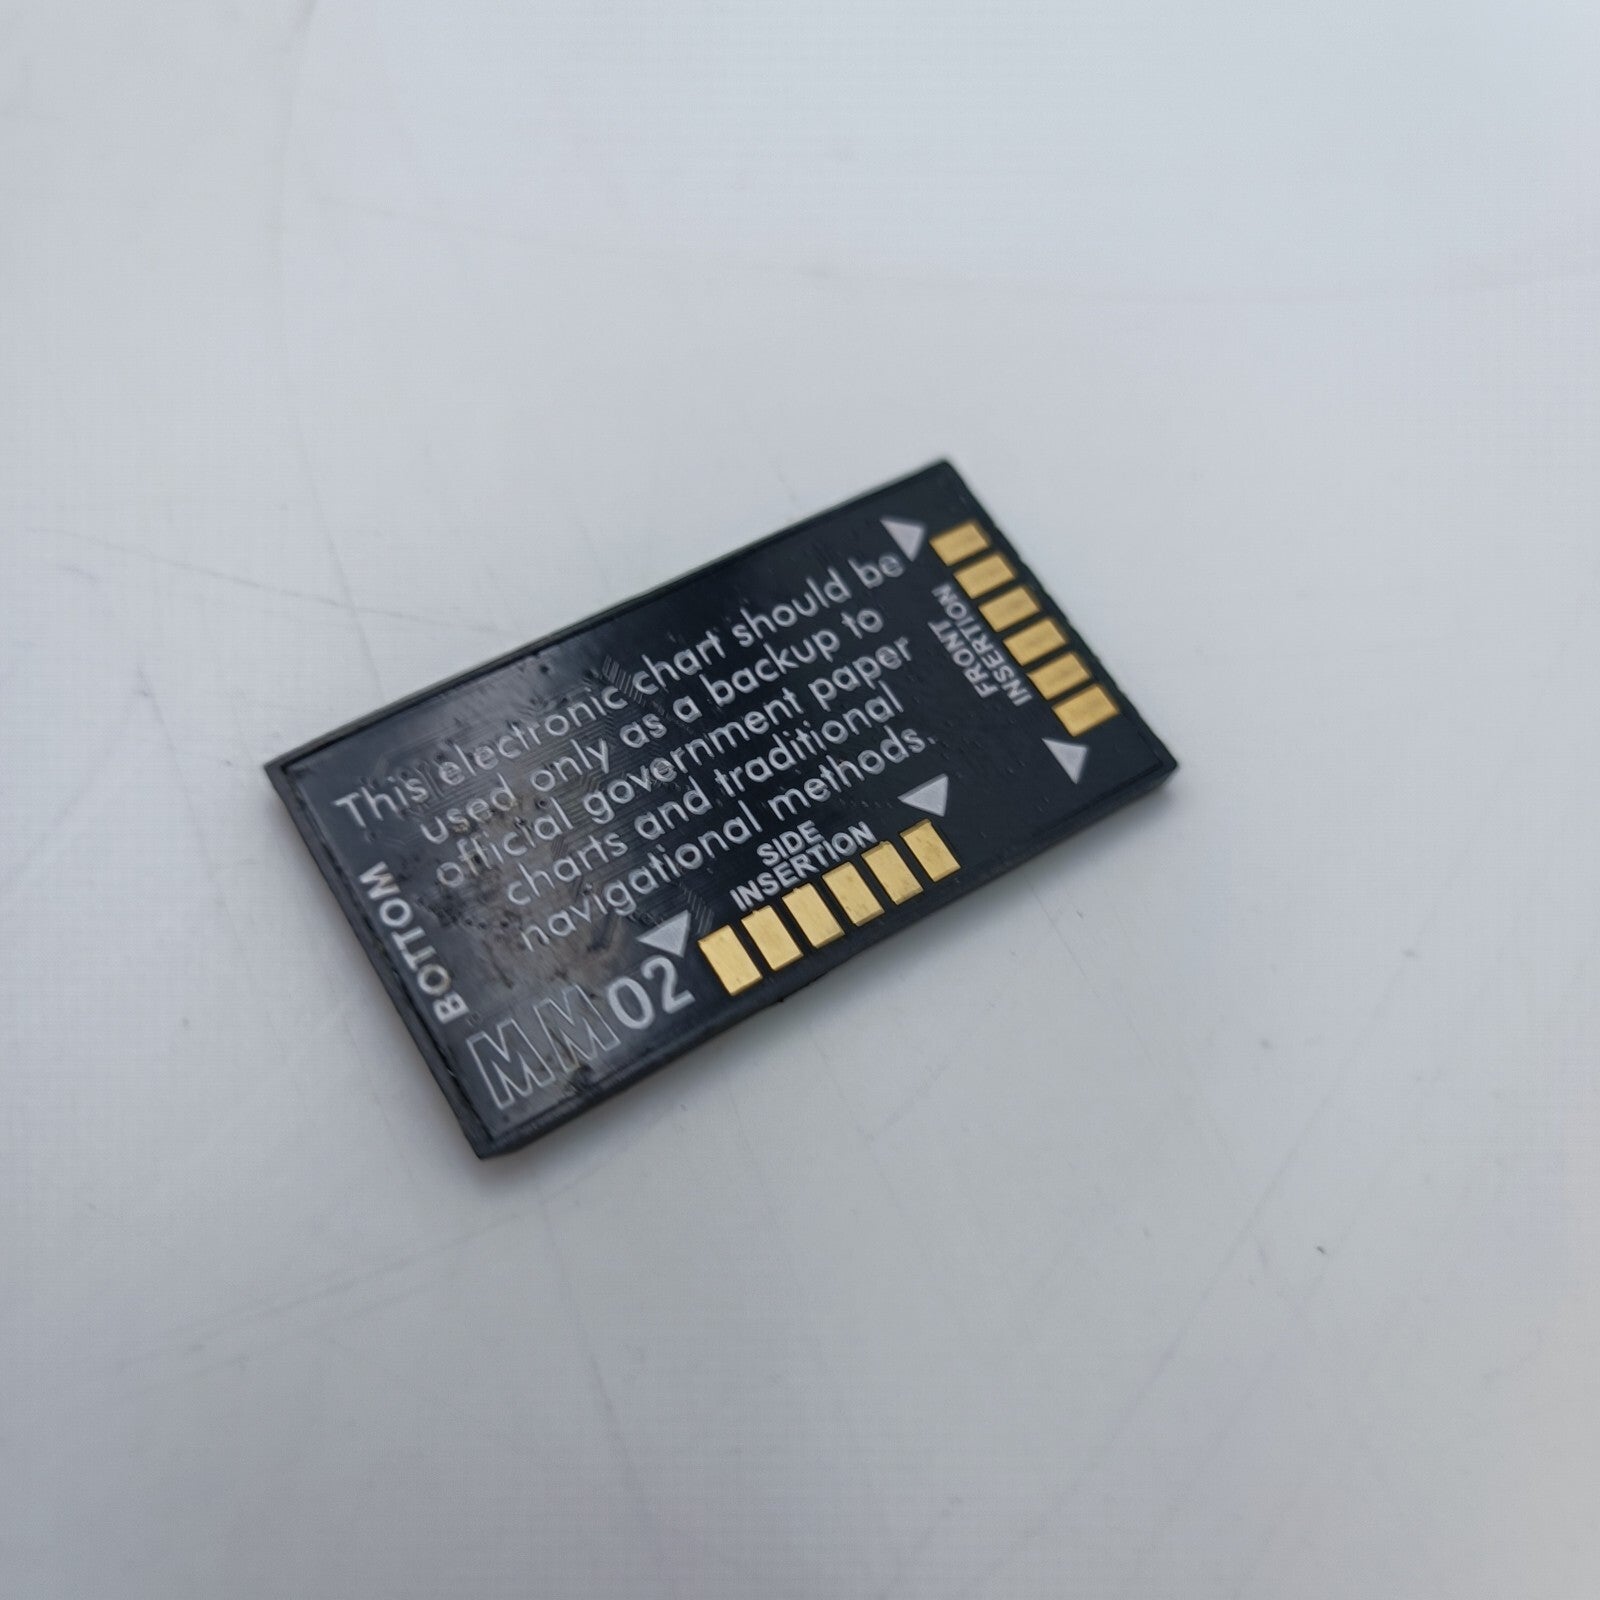 This electronic chart should be
used only as a backup to
official government paper
charts and traditional
navigational methods.
FRONT
INSERTION
SIDE
INSERTION
BOTTOM
MM02